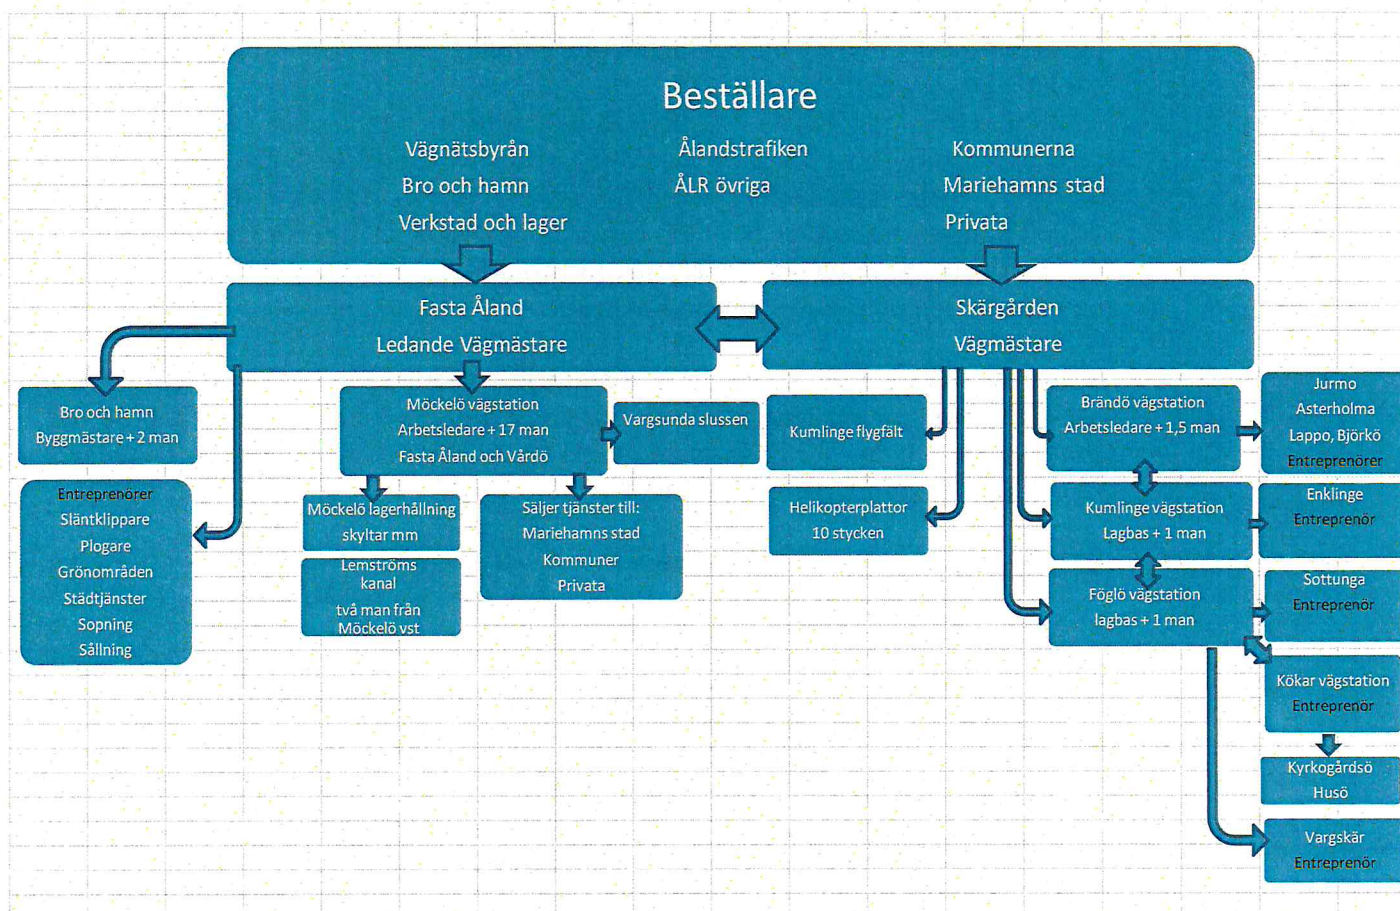 Beställare
Vägnätsbyrån
Ålandstrafiken
Kommunerna
Bro och hamn
ÅLR övriga
Mariehamns stad
Verkstad och lager
Privata
Fasta Åland
Ledande Vägmästare
Skärgården
Vägmästare
Bro och hamn
Byggmästare + 2 man
Entreprenörer
Släntklippare
Plogare
Grönområden
Städtjänster
Sopning
Sållning
Möckelö vägstation
Arbetsledare + 17 man
Fasta Åland och Vårdö
Vargsunda slussen
Möckelö lagerhållning
skyltar mm
Lemströms
kanal
två man från
Möckelö vst
Säljer tjänster till:
Mariehamns stad
Kommuner
Privata
Kumlinge flygfält
Helikopterplattor
10 stycken
Brändö vägstation
Arbetsledare + 1,5 man
Jurmo
Asterholma
Lappo, Björkö
Entreprenörer
Kumlinge vägstation
Lagbas + 1 man
Enklinge
Entreprenör
Föglö vägstation
lagbas + 1 man
Sottunga
Entreprenör
Kökar vägstation
Entreprenör
Kyrkogårdsö
Husö
Vargskär
Entreprenör